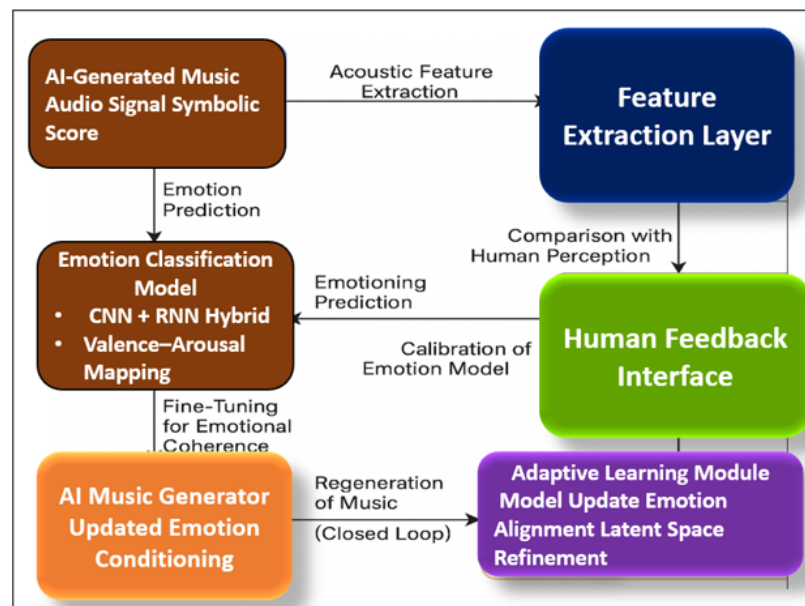 AI-Generated Music
Audio Signal Symbolic
Score
Acoustic Feature
Extraction
Feature
Extraction Layer
Emotion
Prediction
Comparison with
Human Perception
Emotion Classification
Model
• CNN + RNN Hybrid
• Valence–Arousal
Mapping
Emotioning
Prediction
Calibration of
Emotion Model
Human Feedback
Interface
Fine-Tuning
for Emotional
Coherence
AI Music Generator
Updated Emotion
Conditioning
Regeneration
of Music
(Closed Loop)
Adaptive Learning Module
Model Update Emotion
Alignment Latent Space
Refinement